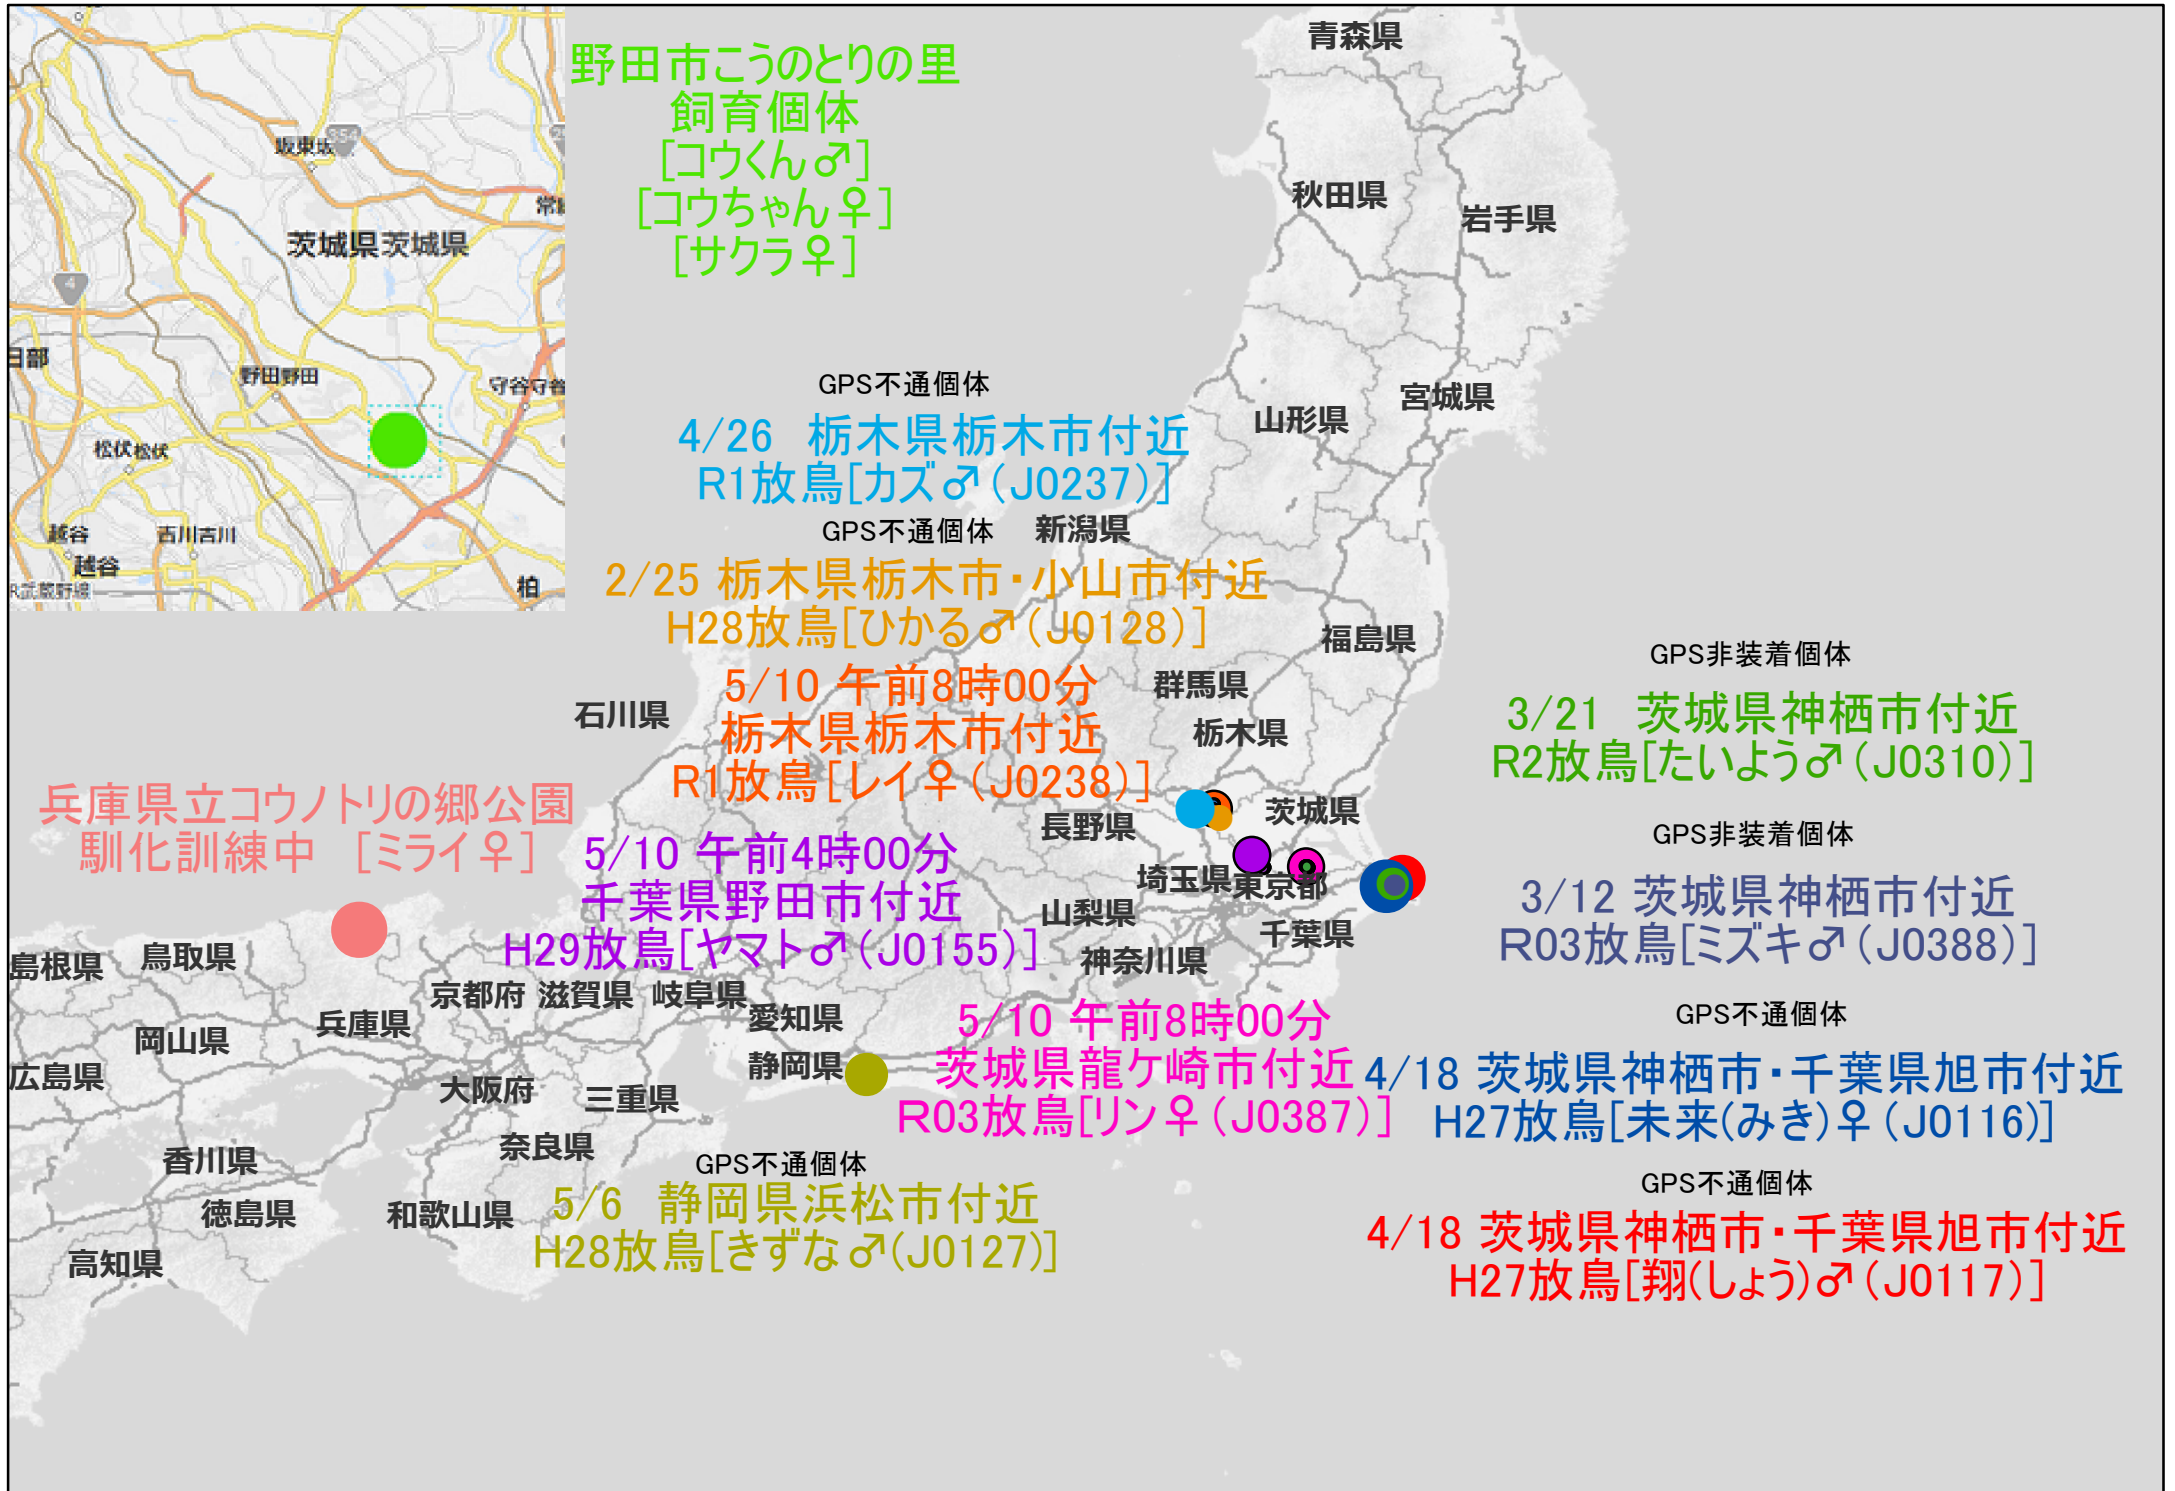 野田市こうのとりの里
飼育個体
[コウくん♂]
[コウちゃん♀]
[サクラ♀]
坂東坂
354
常総
茨城県茨城県
4
日部
野田野田
守谷守谷
松伏松伏
越谷
吉川吉川
越谷
R武蔵野線
柏
青森県
秋田県
岩手県
宮城県
山形県
GPS不通個体
4/26 栃木県栃木市付近
R1放鳥[カズ♂(J0237)]
GPS不通個体
新潟県
2/25 栃木県栃木市・小山市付近
H28放鳥[ひかる♂(J0128)]
福島県
5/10 午前8時00分
栃木県栃木市付近
R1放鳥[レイ♀(J0238)]
石川県
群馬県
栃木県
GPS非装着個体
3/21 茨城県神栖市付近
R2放鳥[たいよう♂(J0310)]
兵庫県立コウノトリの郷公園
馴化訓練中 [ミライ♀]
5/10 午前4時00分
千葉県野田市付近
H29放鳥[ヤマト♂(J0155)]
長野県
茨城県
埼玉県
東京都
山梨県
千葉県
神奈川県
GPS非装着個体
3/12 茨城県神栖市付近
R03放鳥[ミズキ♂(J0388)]
島根県
鳥取県
京都府
滋賀県
岐阜県
愛知県
岡山県
兵庫県
広島県
静岡県
5/10 午前8時00分
茨城県龍ケ崎市付近
R03放鳥[リン♀(J0387)]
GPS不通個体
4/18 茨城県神栖市・千葉県旭市付近
H27放鳥[未来(みき)♀(J0116)]
大阪府
三重県
奈良県
香川県
徳島県
和歌山県
高知県
GPS不通個体
5/6 静岡県浜松市付近
H28放鳥[きずな♂(J0127)]
GPS不通個体
4/18 茨城県神栖市・千葉県旭市付近
H27放鳥[翔(しょう)♂(J0117)]